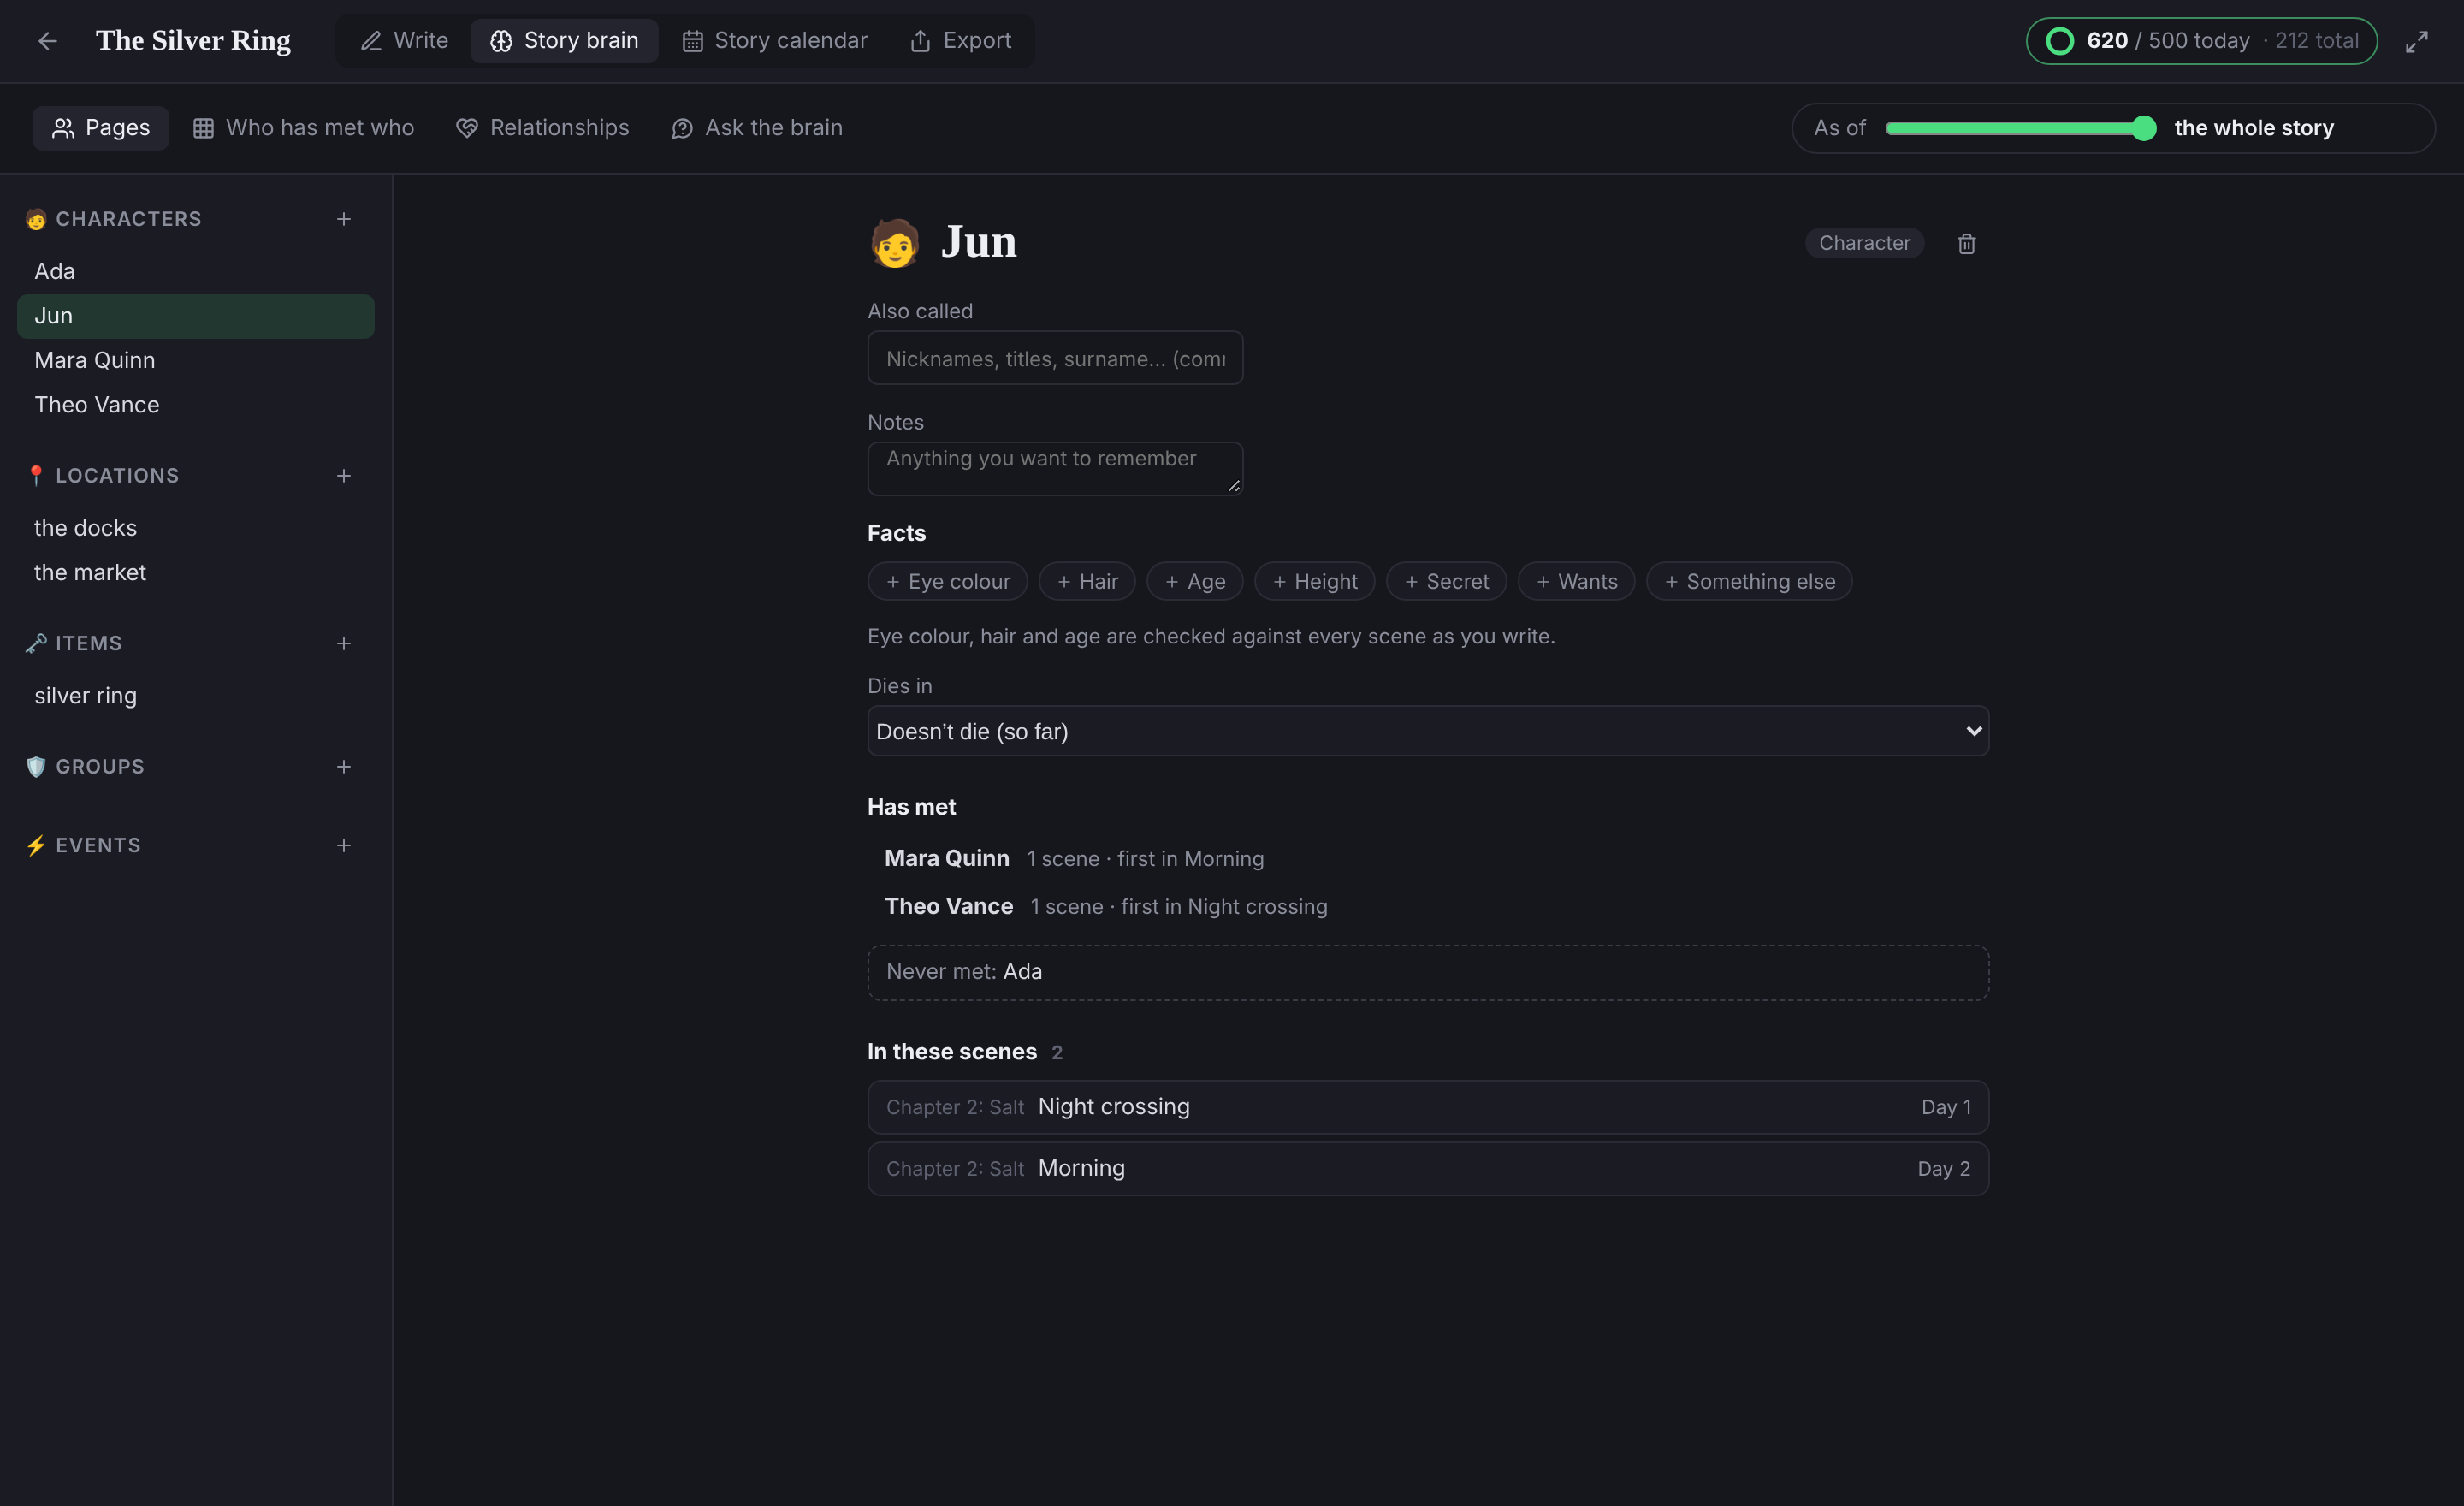 The Silver Ring
Write
Story brain
Story calendar
Export
620 / 500 today · 212 total
Pages
Who has met who
Relationships
Ask the brain
As of
the whole story
CHARACTERS
Ada
Jun
Mara Quinn
Theo Vance
LOCATIONS
the docks
the market
ITEMS
silver ring
GROUPS
EVENTS
Jun
Character
Also called
Nicknames, titles, surname… (com
Notes
Anything you want to remember
Facts
+ Eye colour
+ Hair
+ Age
+ Height
+ Secret
+ Wants
+ Something else
Eye colour, hair and age are checked against every scene as you write.
Dies in
Doesn’t die (so far)
Has met
Mara Quinn 1 scene · first in Morning
Theo Vance 1 scene · first in Night crossing
Never met: Ada
In these scenes 2
Chapter 2: Salt Night crossing Day 1
Chapter 2: Salt Morning Day 2